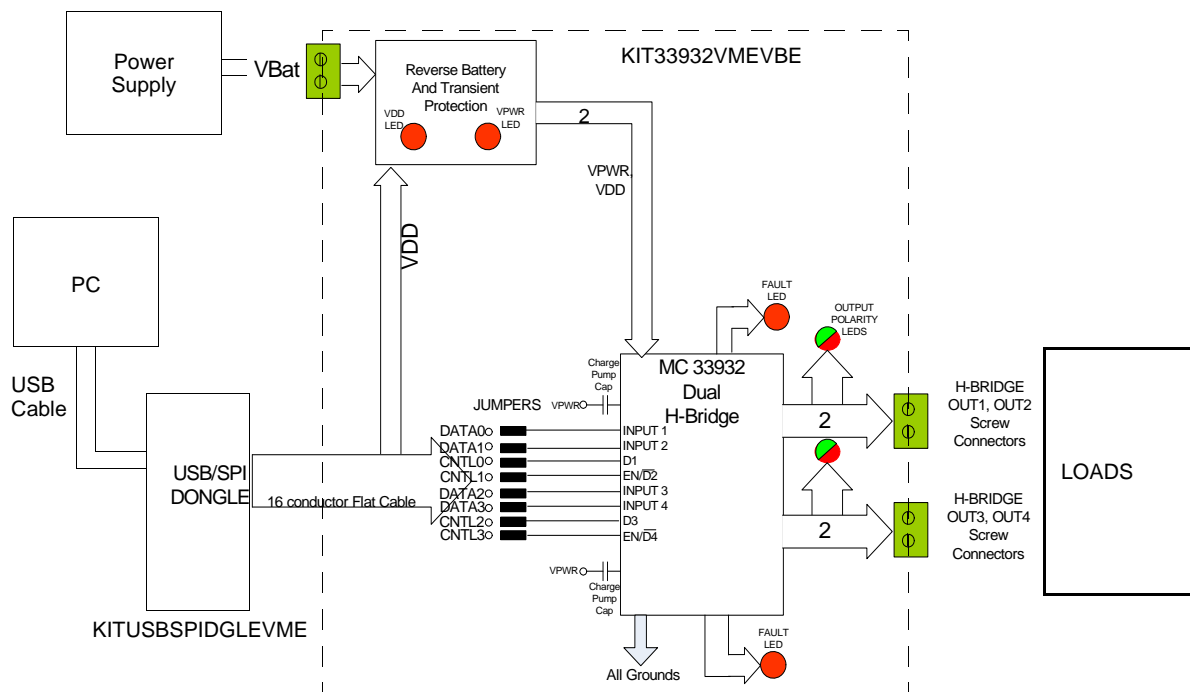 Power
Supply
VBat
Reverse Battery
And Transient
Protection
VDD
LED
VPWR
LED
2
KIT33932VMEVBE
VPWR,
VDD
VDD
PC
USB
Cable
USB/SPI
DONGLE
16 conductor Flat Cable
KITUSBSPIDGLEVME
JUMPERS
DATA0
DATA1
CNTL0
CNTL1
DATA2
DATA3
CNTL2
CNTL3
Charge
Pump
Cap
VPWR
MC 33932
Dual
H-Bridge
INPUT 1
INPUT 2
D1
EN/D2
INPUT 3
INPUT 4
D3
EN/D4
VPWR
Charge
Pump
Cap
All Grounds
FAULT
LED
OUTPUT
POLARITY
LEDS
2
2
FAULT
LED
H-BRIDGE
OUT1, OUT2
Screw
Connectors
H-BRIDGE
OUT3, OUT4
Screw
Connectors
LOADS